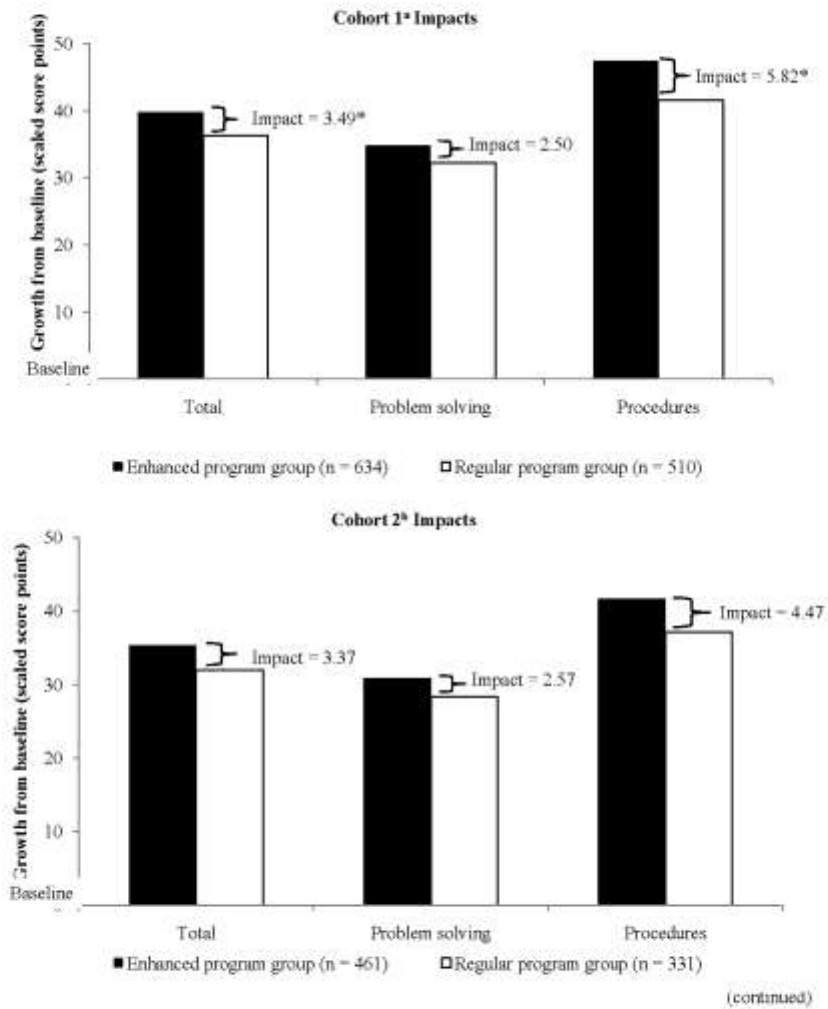 Cohort 1ª Impacts
Growth from baseline (scaled score points)
50
40
30
20
10
Baseline
Impact = 3.49*
Impact = 2.50
Impact = 5.82*
Total
Problem solving
Procedures
Enhanced program group (n = 634)
Regular program group (n = 510)
Cohort 2ᵇ Impacts
Growth from baseline (scaled score points)
50
40
30
20
10
Baseline
Impact = 3.37
Impact = 2.57
Impact = 4.47
Total
Problem solving
Procedures
Enhanced program group (n = 461)
Regular program group (n = 331)
(continued)